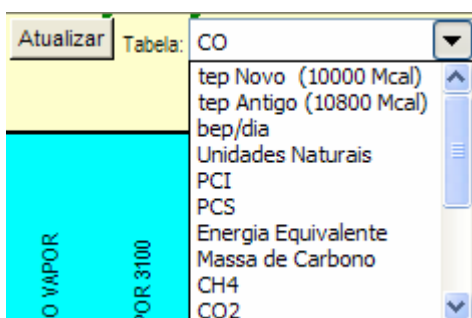 Atualizar Tabela: CO
tep Novo (10000 Mcal)
tep Antigo (10800 Mcal)
bep/dia
Unidades Naturais
PCI
PCS
Energia Equivalente
Massa de Carbono
CH4
CO2
O VAPOR
POR 3100